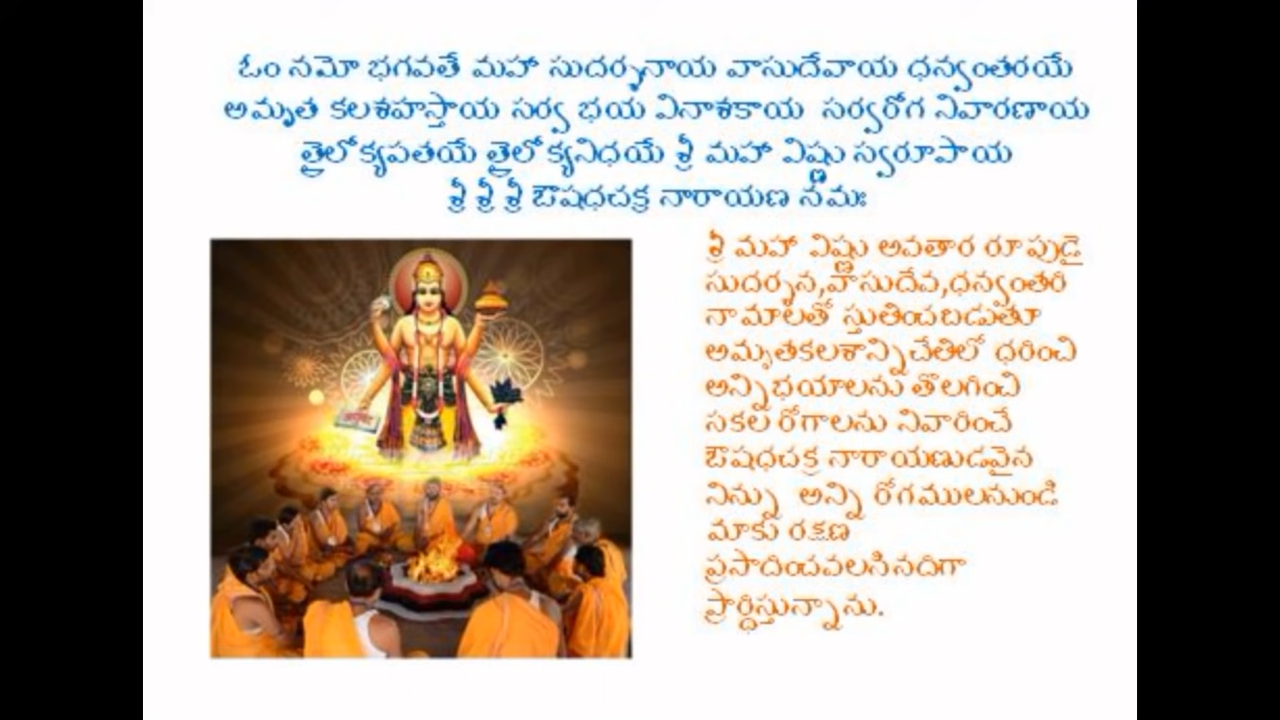 ఓం నమో భగవతే మహా సుదర్శనాయ వాసుదేవాయ ధన్వంతరయే
అమృత కలశహస్తాయ సర్వ భయ వినాశకాయ సర్వరోగ నివారణాయ
త్రైలోక్యపతయే త్రైలోక్యనిధయే శ్రీ మహా విష్ణు స్వరూపాయ
శ్రీ శ్రీ శ్రీ ఔషధచక్ర నారాయణ నమః
శ్రీ మహా విష్ణు అవతార రూపుడై
సుదర్శన,వాసుదేవ,ధన్వంతరి
నామాలతో స్తుతించబడుతూ
అమృతకలశాన్నిచేతిలో ధరించి
అన్నిభయాలను తొలగించి
సకల రోగాలను నివారించే
ఔషధచక్ర నారాయణుడవైన
నిన్ను అన్ని రోగములనుండి
మాకు రక్షణ
ప్రసాదించవలసినదిగా
ప్రార్థిస్తున్నాను.